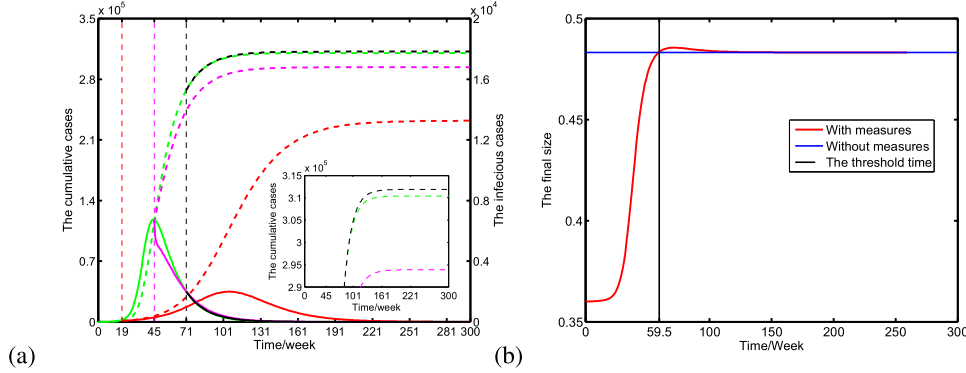 x 10^5
x 10^4
3.5
2.8
2.1
1.4
0.7
0
The cumulative cases
2.0
1.6
1.2
0.8
0.4
0.0
The infecious cases
0 19 45 71 101 131 161 191 221 251 281 300
Time/week
x 10^5
3.15
3.1
3.05
3
2.95
2.9
The cumulative cases
0 45 101 161 221 300
Time/week
(a)
0.5
0.45
0.4
0.35
The final size
With measures
Without measures
The threshold time
0 59.5 100 150 200 250 300
Time/Week
(b)